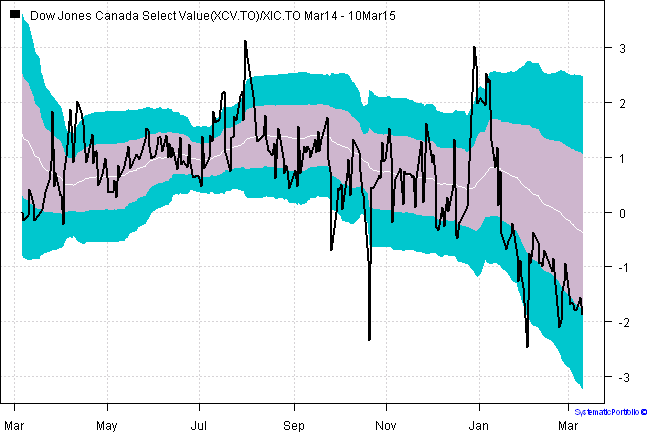 Dow Jones Canada Select Value(XCV.TO)/XIC.TO Mar14 - 10Mar15
3
2
1
0
-1
-2
-3
Mar May Jul Sep Nov Jan Mar
SystematicPortfolio ©